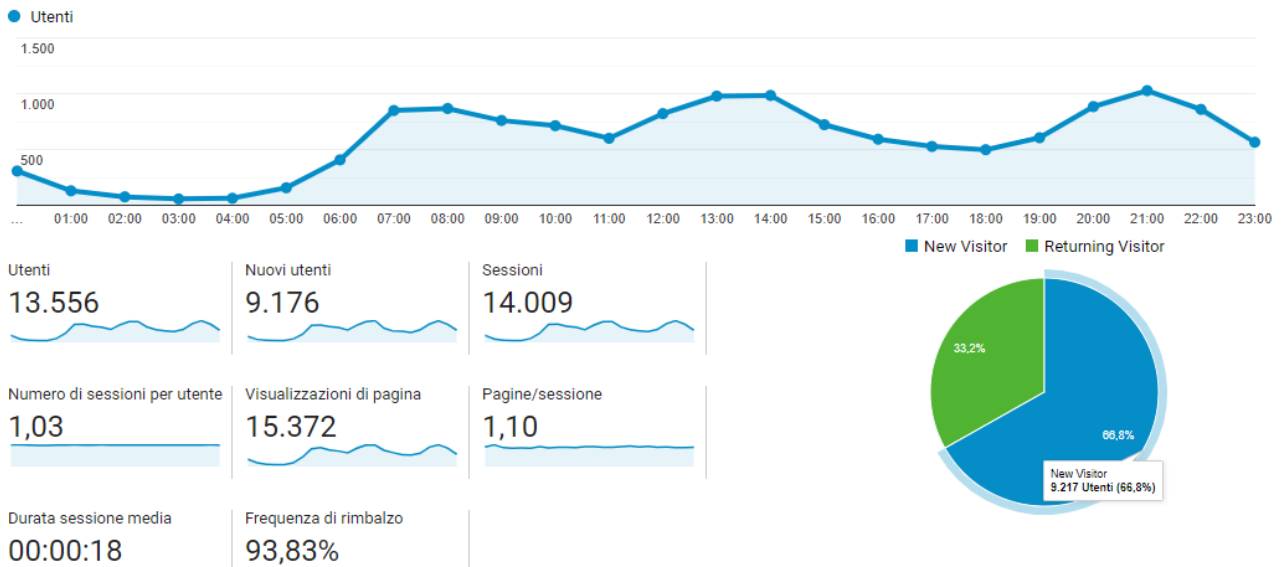 Utenti
1.500
1.000
500
... 01:00 02:00 03:00 04:00 05:00 06:00 07:00 08:00 09:00 10:00 11:00 12:00 13:00 14:00 15:00 16:00 17:00 18:00 19:00 20:00 21:00 22:00 23:00
New Visitor Returning Visitor
Utenti Nuovi utenti Sessioni
13.556 9.176 14.009
Numero di sessioni per utente Visualizzazioni di pagina Pagine/sessione
1,03 15.372 1,10
Durata sessione media Frequenza di rimbalzo
00:00:18 93,83%
33,2%
66,8%
New Visitor
9.217 Utenti (66,8%)